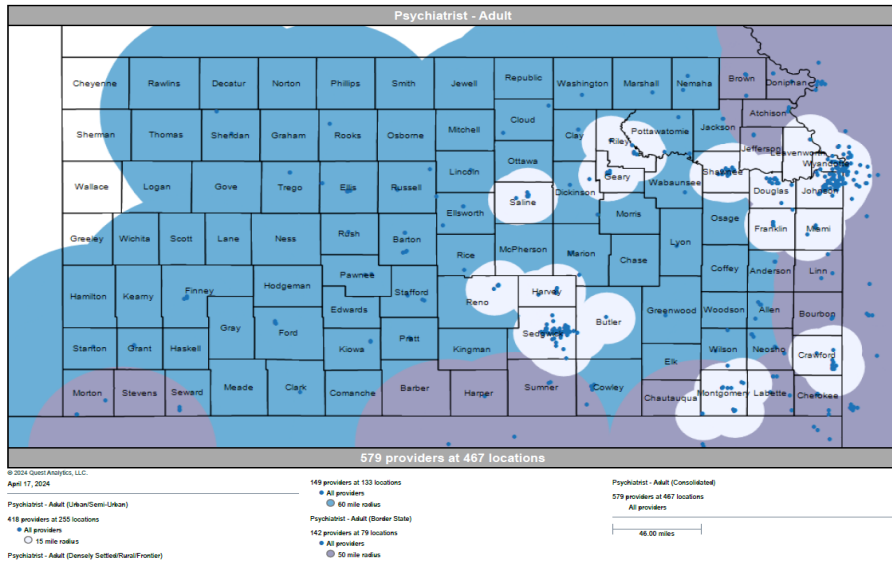 Psychiatrist - Adult
Cheyenne Rawlins Decatur Norton Phillips Smith Jewell Republic Washington Marshall Nemaha Brown Doniphan
Sherman Thomas Sheridan Graham Rooks Osborne Mitchell Cloud Clay Riley Pottawatomie Jackson Atchison Jefferson Leavenworth Wyandotte
Wallace Logan Gove Trego Ellis Russell Lincoln Ottawa Saline Dickinson Geary Wabaunsee Shawnee Douglas Johnson
Greeley Wichita Scott Lane Ness Rush Barton Ellsworth McPherson Marion Morris Chase Lyon Osage Franklin Miami
Hamilton Kearny Finney Hodgeman Pawnee Stafford Rice Reno Harvey Butler Greenwood Coffey Anderson Linn
Gray Ford Edwards Sedgwick Woodson Allen Bourbon
Stanton Grant Haskell Kiowa Pratt Kingman Elk Wilson Neosho Crawford
Morton Stevens Seward Meade Clark Comanche Barber Harper Sumner Cowley Chautauqua Montgomery Labette Cherokee
579 providers at 467 locations
© 2024 Quest Analytics, LLC.
April 17, 2024
Psychiatrist - Adult (Urban/Semi-Urban)
418 providers at 255 locations
All providers
15 mile radius
Psychiatrist - Adult (Densely Settled/Rural/Frontier)
149 providers at 133 locations
All providers
60 mile radius
Psychiatrist - Adult (Border State)
142 providers at 79 locations
All providers
50 mile radius
Psychiatrist - Adult (Consolidated)
579 providers at 467 locations
All providers
46.00 miles